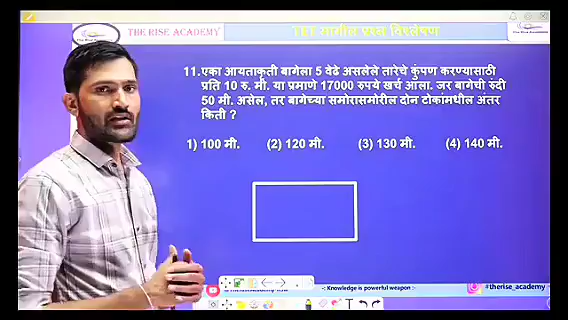 THE RISE ACADEMY
TET मागील प्रश्न विश्लेषण
11. एका आयताकृती बागेला 5 वेढे असलेले तारेचे कुंपण करण्यासाठी
प्रति 10 रु. मी. या प्रमाणे 17000 रुपये खर्च आला. जर बागेची रुंदी
50 मी. असेल, तर बागेच्या समोरासमोरील दोन टोकांमधील अंतर
किती ?
1) 100 मी. (2) 120 मी. (3) 130 मी. (4) 140 मी.
- Knowledge is powerful weapon -
@therise_academy